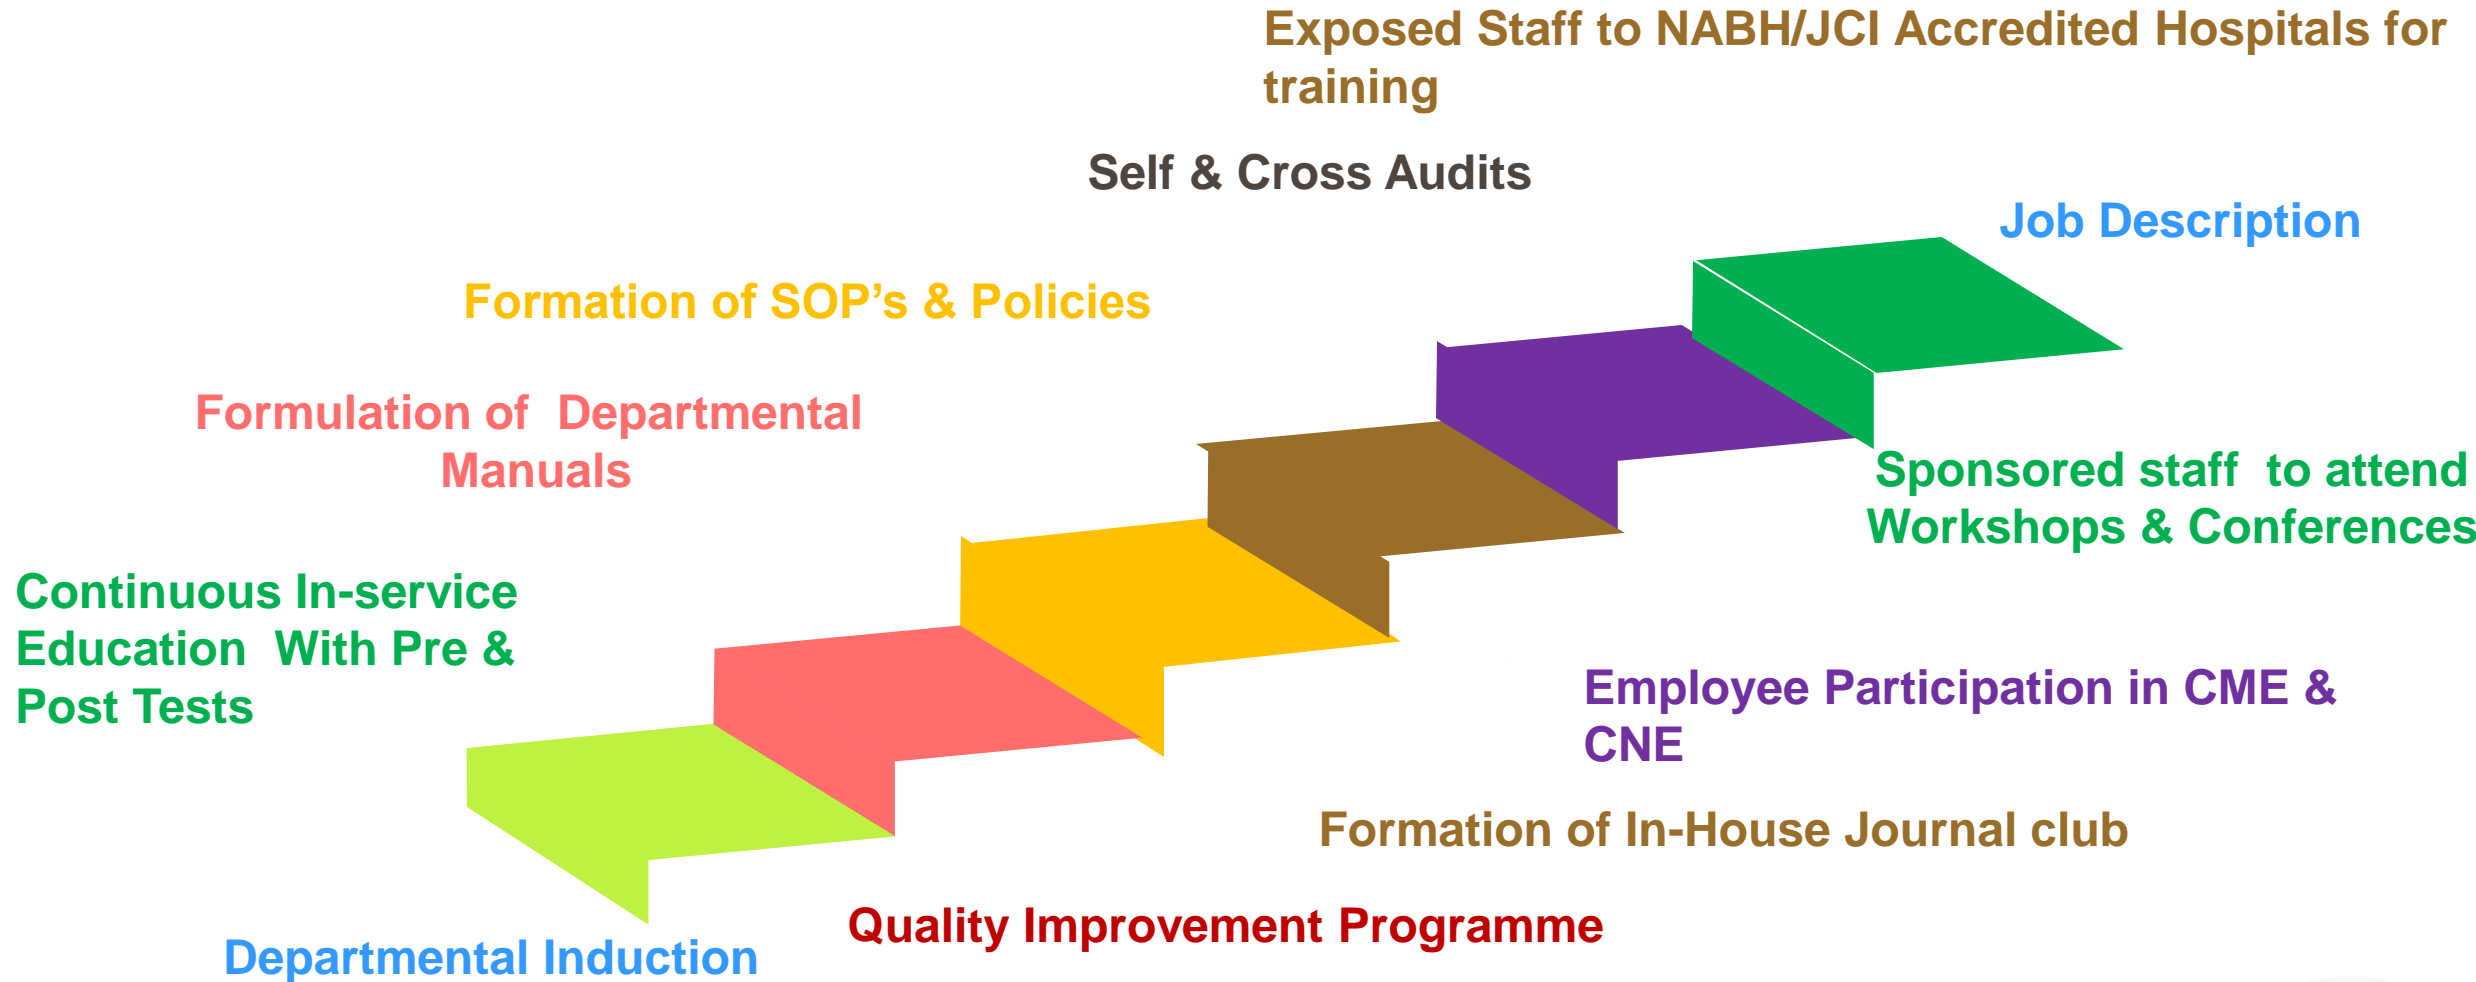 Exposed Staff to NABH/JCI Accredited Hospitals for
training
Self & Cross Audits
Job Description
Formation of SOP’s & Policies
Formulation of  Departmental
Manuals
Sponsored staff  to attend
Workshops & Conferences
Continuous In-service
Education  With Pre &
Post Tests
Employee Participation in CME &
CNE
Formation of In-House Journal club
Quality Improvement Programme
Departmental Induction